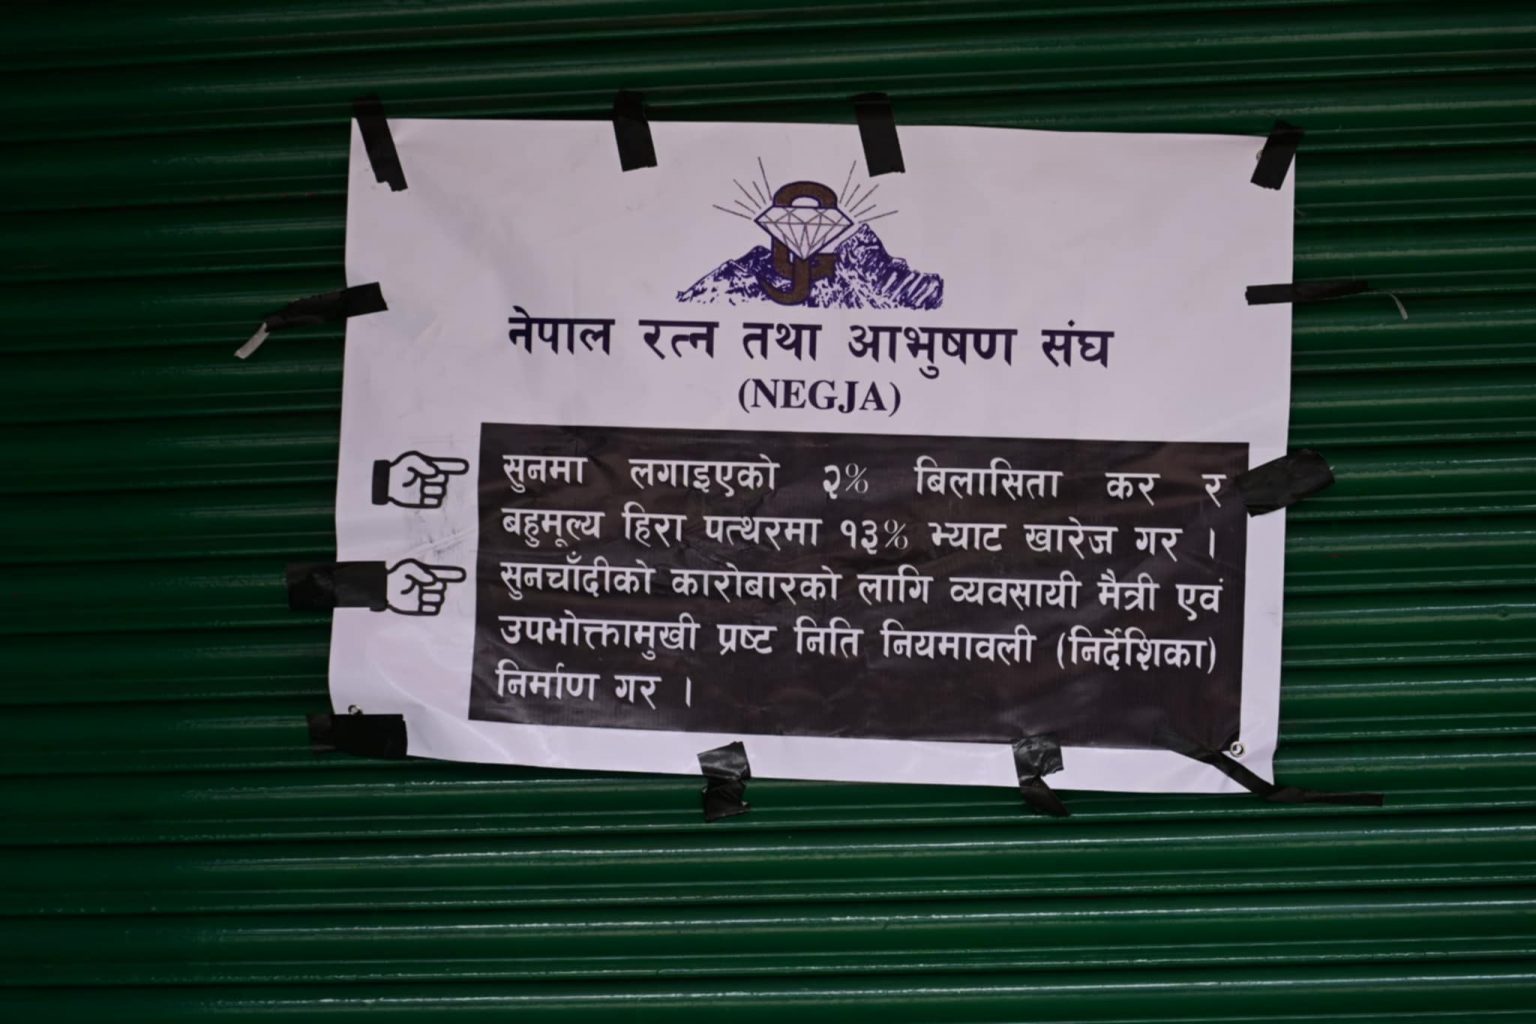 नेपाल रत्न तथा आभुषण संघ
(NEGJA)
सुनमा लगाइएको २% बिलासिता कर र
बहुमूल्य हिरा पत्थरमा १३% भ्याट खारेज गर ।
सुनचाँदीको कारोबारको लागि व्यवसायी मैत्री एवं
उपभोक्तामुखी प्रष्ट निति नियमावली (निर्देशिका)
निर्माण गर ।